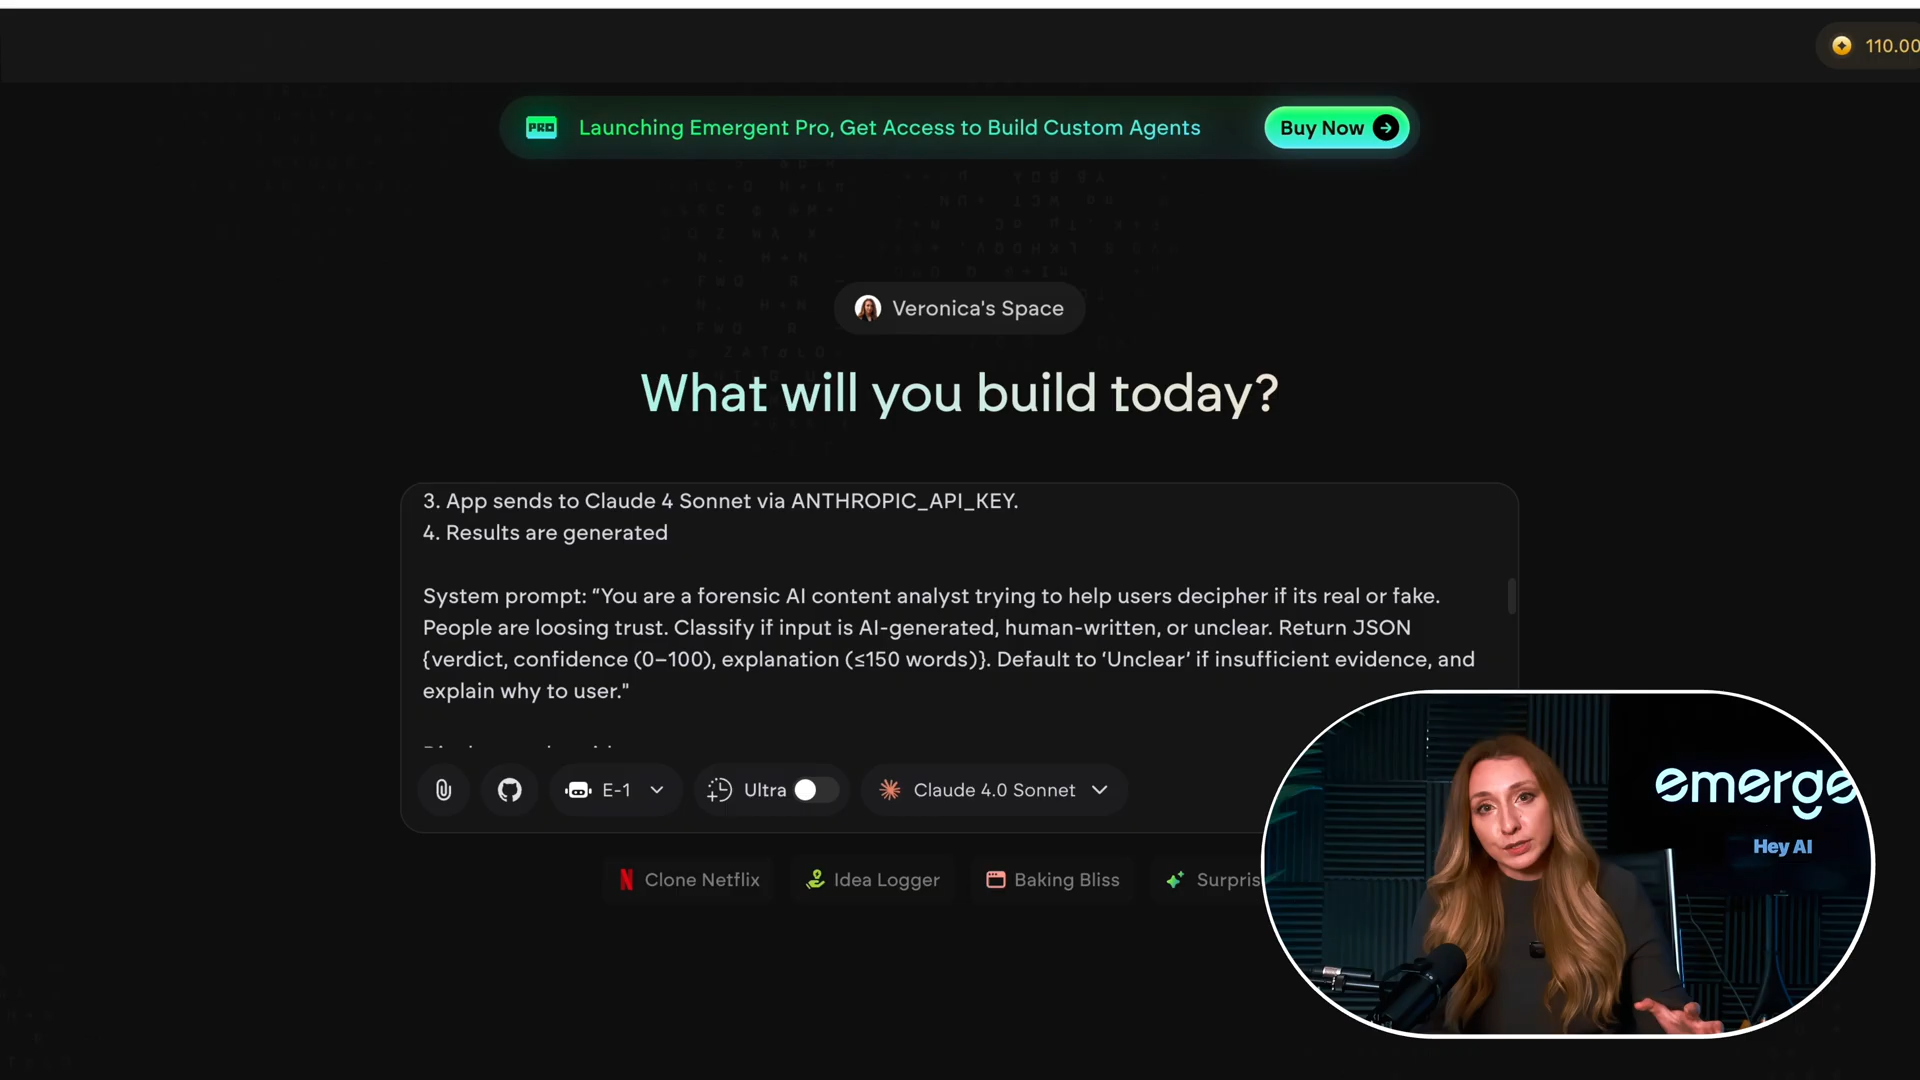 110.00
PRO
Launching Emergent Pro, Get Access to Build Custom Agents
Buy Now
Veronica's Space
What will you build today?
3. App sends to Claude 4 Sonnet via ANTHROPIC_API_KEY.
4. Results are generated
System prompt: “You are a forensic AI content analyst trying to help users decipher if its real or fake.
People are loosing trust. Classify if input is AI-generated, human-written, or unclear. Return JSON
{verdict, confidence (0–100), explanation (≤150 words)}. Default to ‘Unclear’ if insufficient evidence, and
explain why to user."
E-1
Ultra
Claude 4.0 Sonnet
Clone Netflix
Idea Logger
Baking Bliss
Surpris
emerge
Hey AI